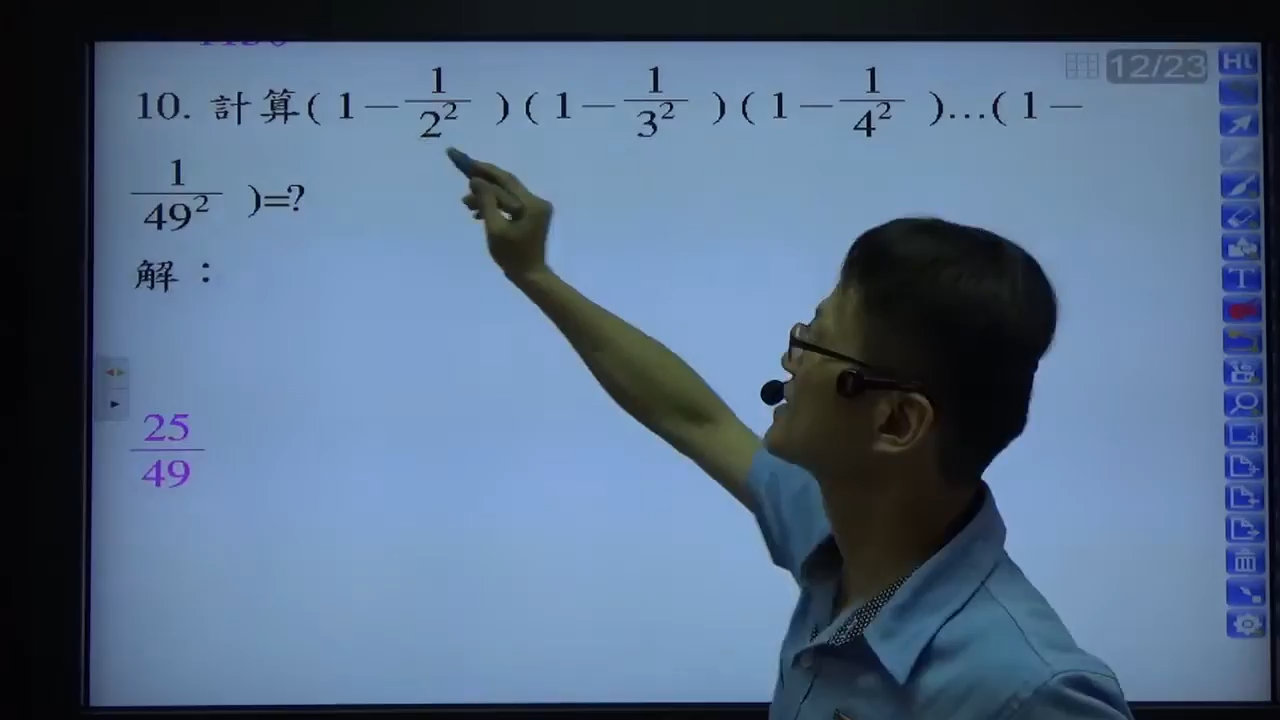 12/23
10. 計算( 1－1/2² )( 1－1/3² )( 1－1/4² )…( 1－
1/49² )=?
解：
25/49